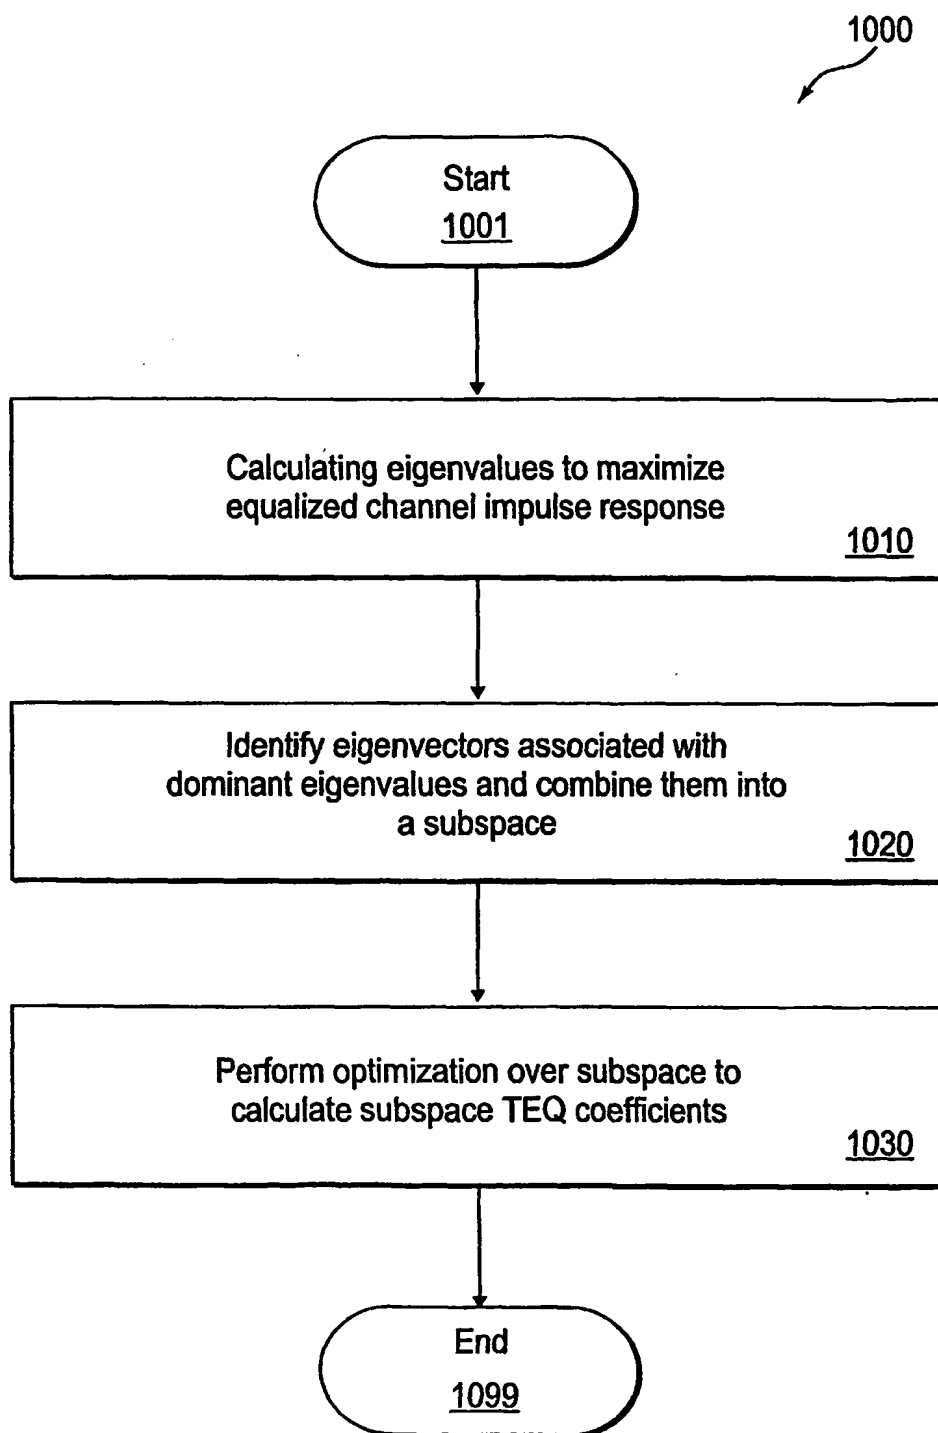 1000
Start
1001
Calculating eigenvalues to maximize
equalized channel impulse response
1010
Identify eigenvectors associated with
dominant eigenvalues and combine them into
a subspace
1020
Perform optimization over subspace to
calculate subspace TEQ coefficients
1030
End
1099